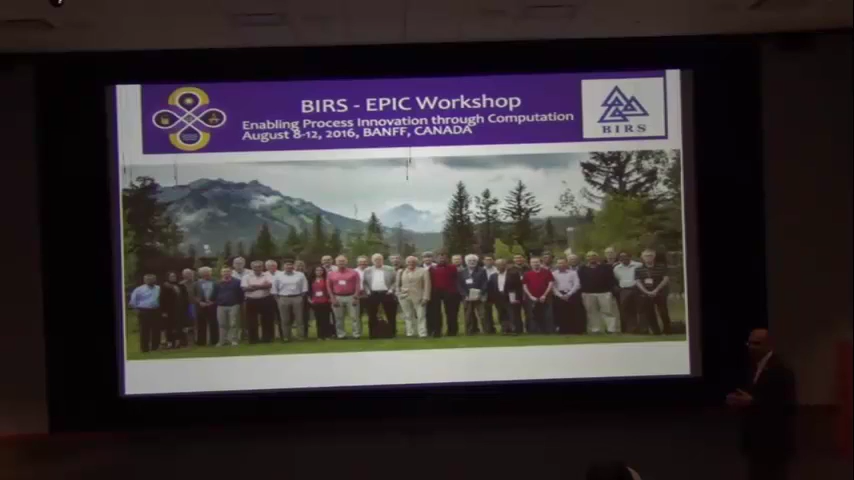 BIRS - EPIC Workshop
Enabling Process Innovation through Computation
August 8-12, 2016, BANFF, CANADA
BIRS